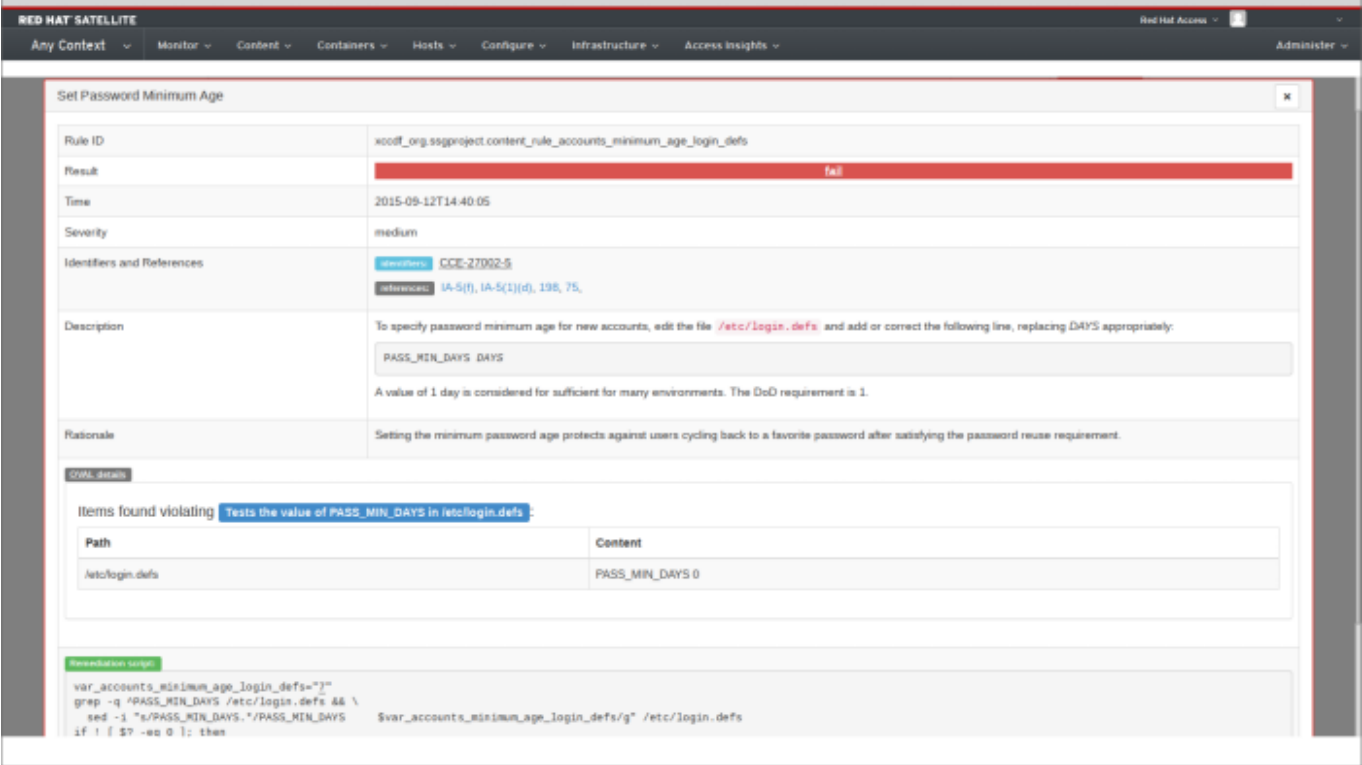 RED HAT SATELLITE
Red Hat Access
Any Context Monitor Content Containers Hosts Configure Infrastructure Access Insights Administer
Set Password Minimum Age
Rule ID xccdf_org.ssgproject.content_rule_accounts_minimum_age_login_defs
Result fail
Time 2015-09-12T14:40:05
Severity medium
Identifiers and References identifiers: CCE-27002-5
references: IA-5(f), IA-5(1)(d), 198, 75,
Description To specify password minimum age for new accounts, edit the file /etc/login.defs and add or correct the following line, replacing DAYS appropriately:
PASS_MIN_DAYS DAYS
A value of 1 day is considered for sufficient for many environments. The DoD requirement is 1.
Rationale Setting the minimum password age protects against users cycling back to a favorite password after satisfying the password reuse requirement.
OVAL details
Items found violating Tests the value of PASS_MIN_DAYS in /etc/login.defs :
Path Content
/etc/login.defs PASS_MIN_DAYS 0
Remediation script:
var_accounts_minimum_age_login_defs="7"
grep -q ^PASS_MIN_DAYS /etc/login.defs && \
sed -i "s/PASS_MIN_DAYS.*/PASS_MIN_DAYS $var_accounts_minimum_age_login_defs/g" /etc/login.defs
if ! [ $? -eq 0 ]; then